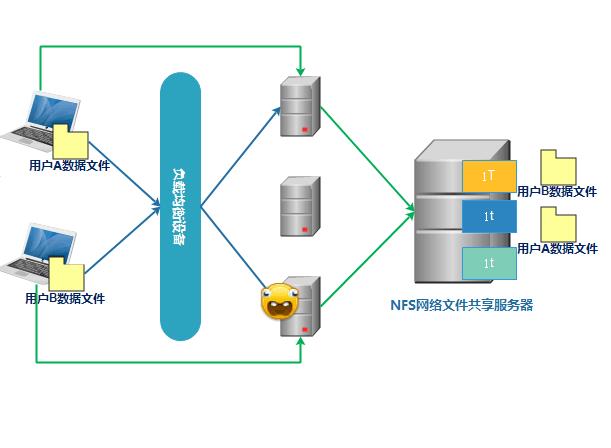 用户A数据文件
用户B数据文件
负载均衡设备
1T
1t
1t
用户B数据文件
用户A数据文件
NFS网络文件共享服务器